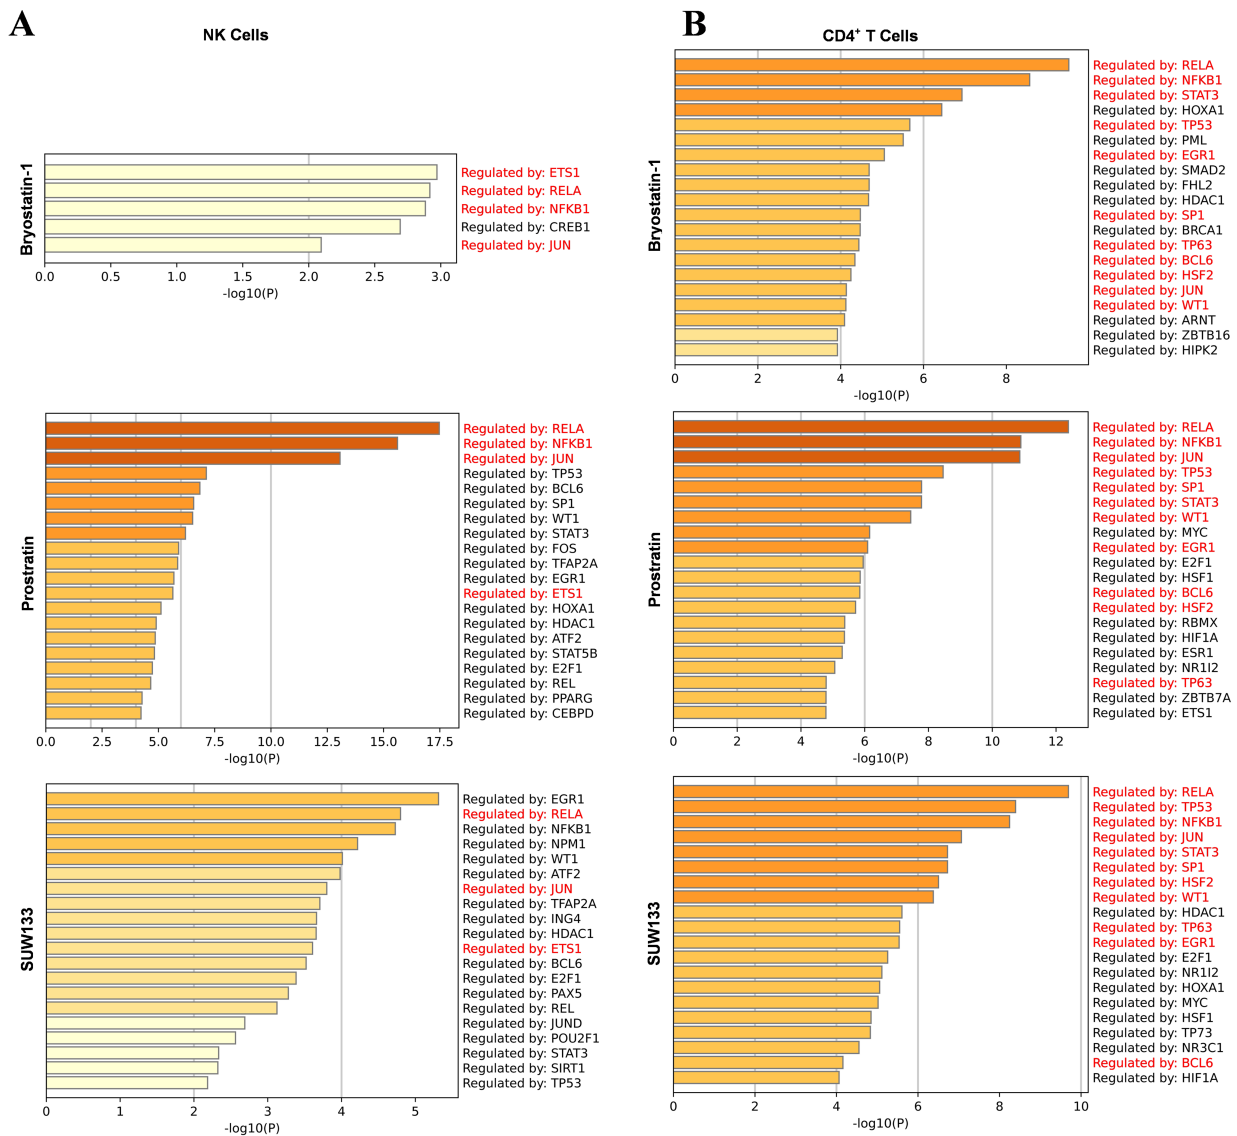 A
NK Cells
Bryostatin-1
Regulated by: ETS1
Regulated by: RELA
Regulated by: NFKB1
Regulated by: CREB1
Regulated by: JUN
0.0 0.5 1.0 1.5 2.0 2.5 3.0
-log10(P)
Prostratin
Regulated by: RELA
Regulated by: NFKB1
Regulated by: JUN
Regulated by: TP53
Regulated by: BCL6
Regulated by: SP1
Regulated by: WT1
Regulated by: STAT3
Regulated by: FOS
Regulated by: TFAP2A
Regulated by: EGR1
Regulated by: ETS1
Regulated by: HOXA1
Regulated by: HDAC1
Regulated by: ATF2
Regulated by: STAT5B
Regulated by: E2F1
Regulated by: REL
Regulated by: PPARG
Regulated by: CEBPD
0.0 2.5 5.0 7.5 10.0 12.5 15.0 17.5
-log10(P)
SUW133
Regulated by: EGR1
Regulated by: RELA
Regulated by: NFKB1
Regulated by: NPM1
Regulated by: WT1
Regulated by: ATF2
Regulated by: JUN
Regulated by: TFAP2A
Regulated by: ING4
Regulated by: HDAC1
Regulated by: ETS1
Regulated by: BCL6
Regulated by: E2F1
Regulated by: PAX5
Regulated by: REL
Regulated by: JUND
Regulated by: POU2F1
Regulated by: STAT3
Regulated by: SIRT1
Regulated by: TP53
0 1 2 3 4 5
-log10(P)
B
CD4⁺ T Cells
Bryostatin-1
Regulated by: RELA
Regulated by: NFKB1
Regulated by: STAT3
Regulated by: HOXA1
Regulated by: TP53
Regulated by: PML
Regulated by: EGR1
Regulated by: SMAD2
Regulated by: FHL2
Regulated by: HDAC1
Regulated by: SP1
Regulated by: BRCA1
Regulated by: TP63
Regulated by: BCL6
Regulated by: HSF2
Regulated by: JUN
Regulated by: WT1
Regulated by: ARNT
Regulated by: ZBTB16
Regulated by: HIPK2
0 2 4 6 8
-log10(P)
Prostratin
Regulated by: RELA
Regulated by: NFKB1
Regulated by: JUN
Regulated by: TP53
Regulated by: SP1
Regulated by: STAT3
Regulated by: WT1
Regulated by: MYC
Regulated by: EGR1
Regulated by: E2F1
Regulated by: HSF1
Regulated by: BCL6
Regulated by: HSF2
Regulated by: RBMX
Regulated by: HIF1A
Regulated by: ESR1
Regulated by: NR1I2
Regulated by: TP63
Regulated by: ZBTB7A
Regulated by: ETS1
0 2 4 6 8 10 12
-log10(P)
SUW133
Regulated by: RELA
Regulated by: TP53
Regulated by: NFKB1
Regulated by: JUN
Regulated by: STAT3
Regulated by: SP1
Regulated by: HSF2
Regulated by: WT1
Regulated by: HDAC1
Regulated by: TP63
Regulated by: EGR1
Regulated by: E2F1
Regulated by: NR1I2
Regulated by: HOXA1
Regulated by: MYC
Regulated by: HSF1
Regulated by: TP73
Regulated by: NR3C1
Regulated by: BCL6
Regulated by: HIF1A
0 2 4 6 8 10
-log10(P)